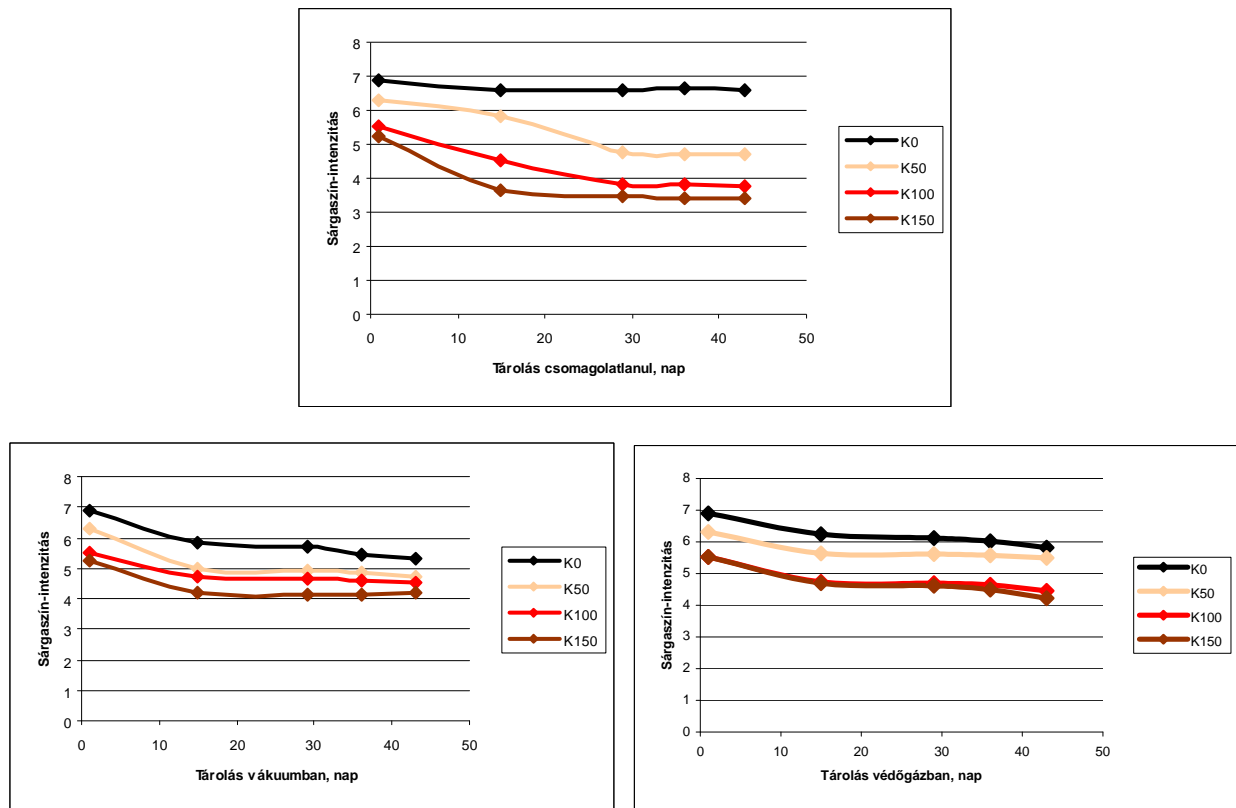 8
7
6
5
4
3
2
1
0
Sárgaszín-intenzitás
0 10 20 30 40 50
Tárolás csomagolatlanul, nap
K0
K50
K100
K150
8
7
6
5
4
3
2
1
0
Sárgaszín-intenzitás
0 10 20 30 40 50
Tárolás vákuumban, nap
K0
K50
K100
K150
8
7
6
5
4
3
2
1
0
Sárgaszín-intenzitás
0 10 20 30 40 50
Tárolás védőgázban, nap
K0
K50
K100
K150